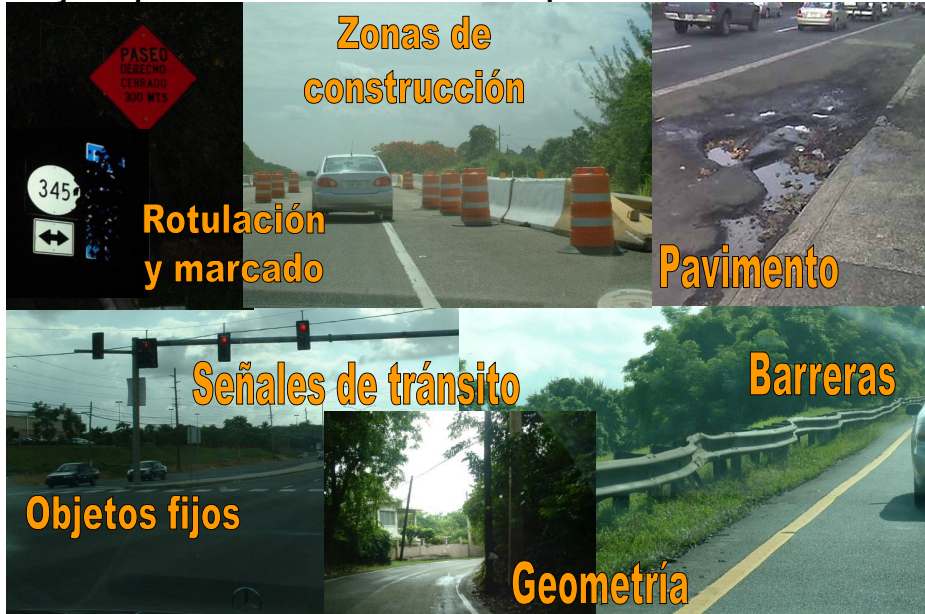 PASEO
DERECHO
CERRADO
300 MTS
345
Rotulación
y marcado
Zonas de
construcción
Pavimento
Señales de tránsito
Objetos fijos
Geometría
Barreras